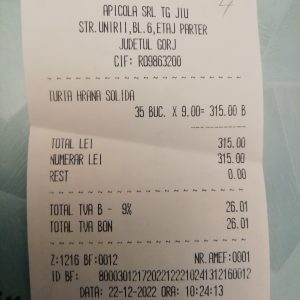 4
APICOLA SRL TG JIU
STR.UNIRII,BL.6,ETAJ PARTER
JUDETUL GORJ
CIF: RO9863200
TURTA HRANA SOLIDA
35 BUC. X 9.00= 315.00 B
TOTAL LEI 315.00
NUMERAR LEI 315.00
REST 0.00
TOTAL TVA B - 9% 26.01
TOTAL TVA BON 26.01
Z:1216 BF:0012 NR.AMEF:0001
ID BF: 80003012172022122210241312160012
DATA: 22-12-2022 ORA: 10:24:13